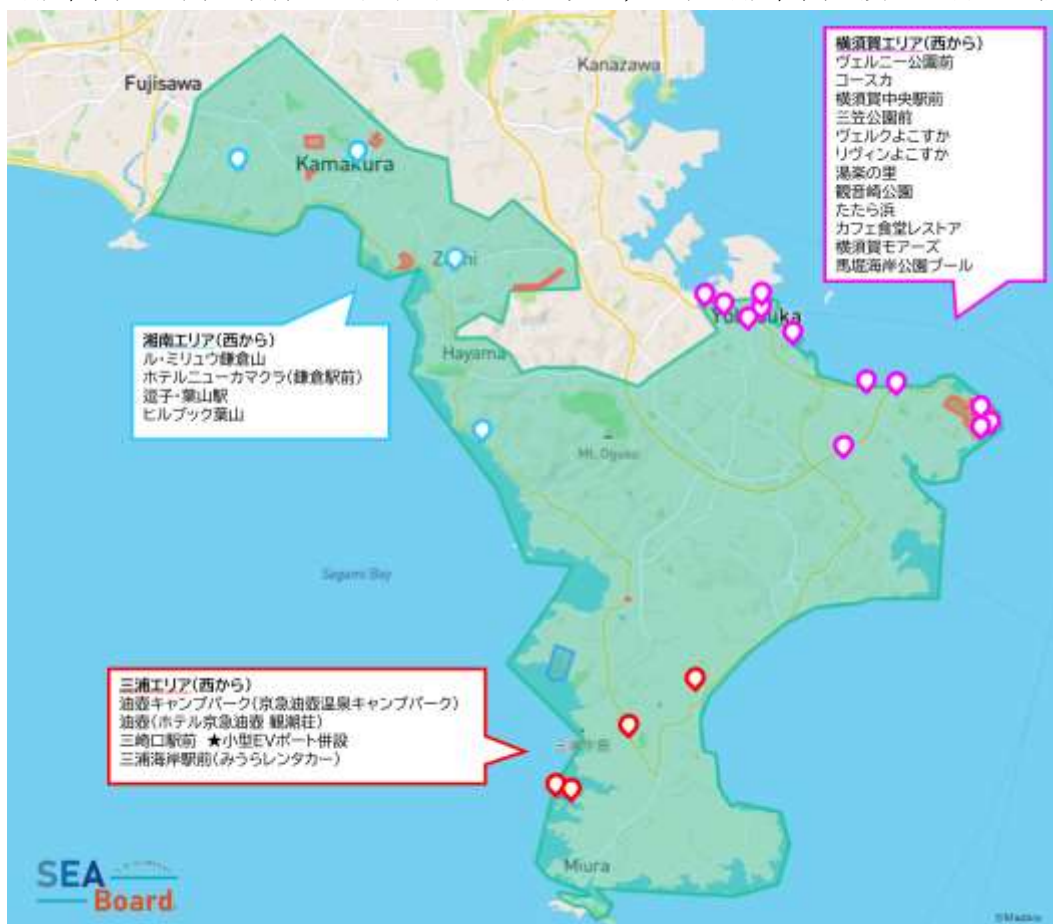 Fujisawa
Kanazawa
Kamakura
横須賀エリア(西から)
ヴェルニー公園前
コースカ
横須賀中央駅前
三笠公園前
ヴェルクよこすか
リヴィンよこすか
湯楽の里
観音崎公園
たたら浜
カフェ食堂レストア
横須賀モアーズ
馬堀海岸公園プール
湘南エリア(西から)
ル・ミリュウ鎌倉山
ホテルニューカマクラ(鎌倉駅前)
逗子・葉山駅
ヒルブック葉山
Hayama
Sagami Bay
三浦エリア(西から)
油壺キャンプパーク(京急油壺温泉キャンプパーク)
油壺(ホテル京急油壺 観潮荘)
三崎口駅前 ★小型EVポート併設
三浦海岸駅前(みうらレンタカー)
Miura
SEA
Board